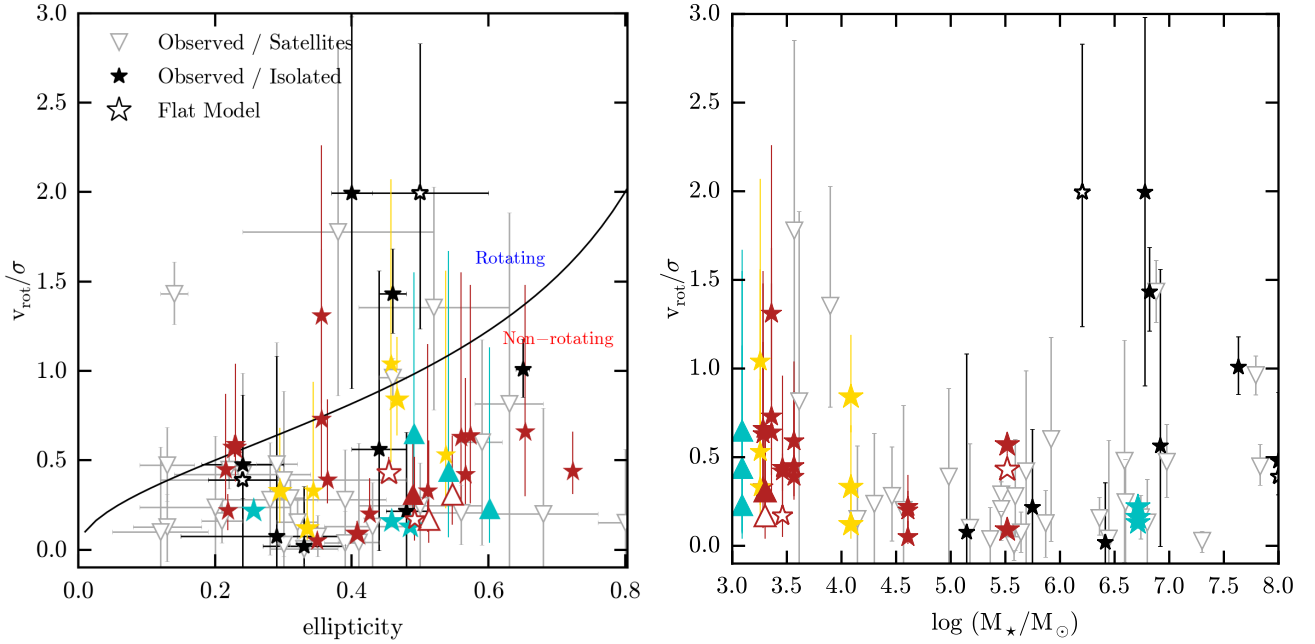 3.0
2.5
2.0
1.5
1.0
0.5
0.0
v_rot/σ
Observed / Satellites
Observed / Isolated
Flat Model
Rotating
Non−rotating
0.0 0.2 0.4 0.6 0.8
ellipticity
3.0
2.5
2.0
1.5
1.0
0.5
0.0
v_rot/σ
3.0 3.5 4.0 4.5 5.0 5.5 6.0 6.5 7.0 7.5 8.0
log (M⋆/M⊙)